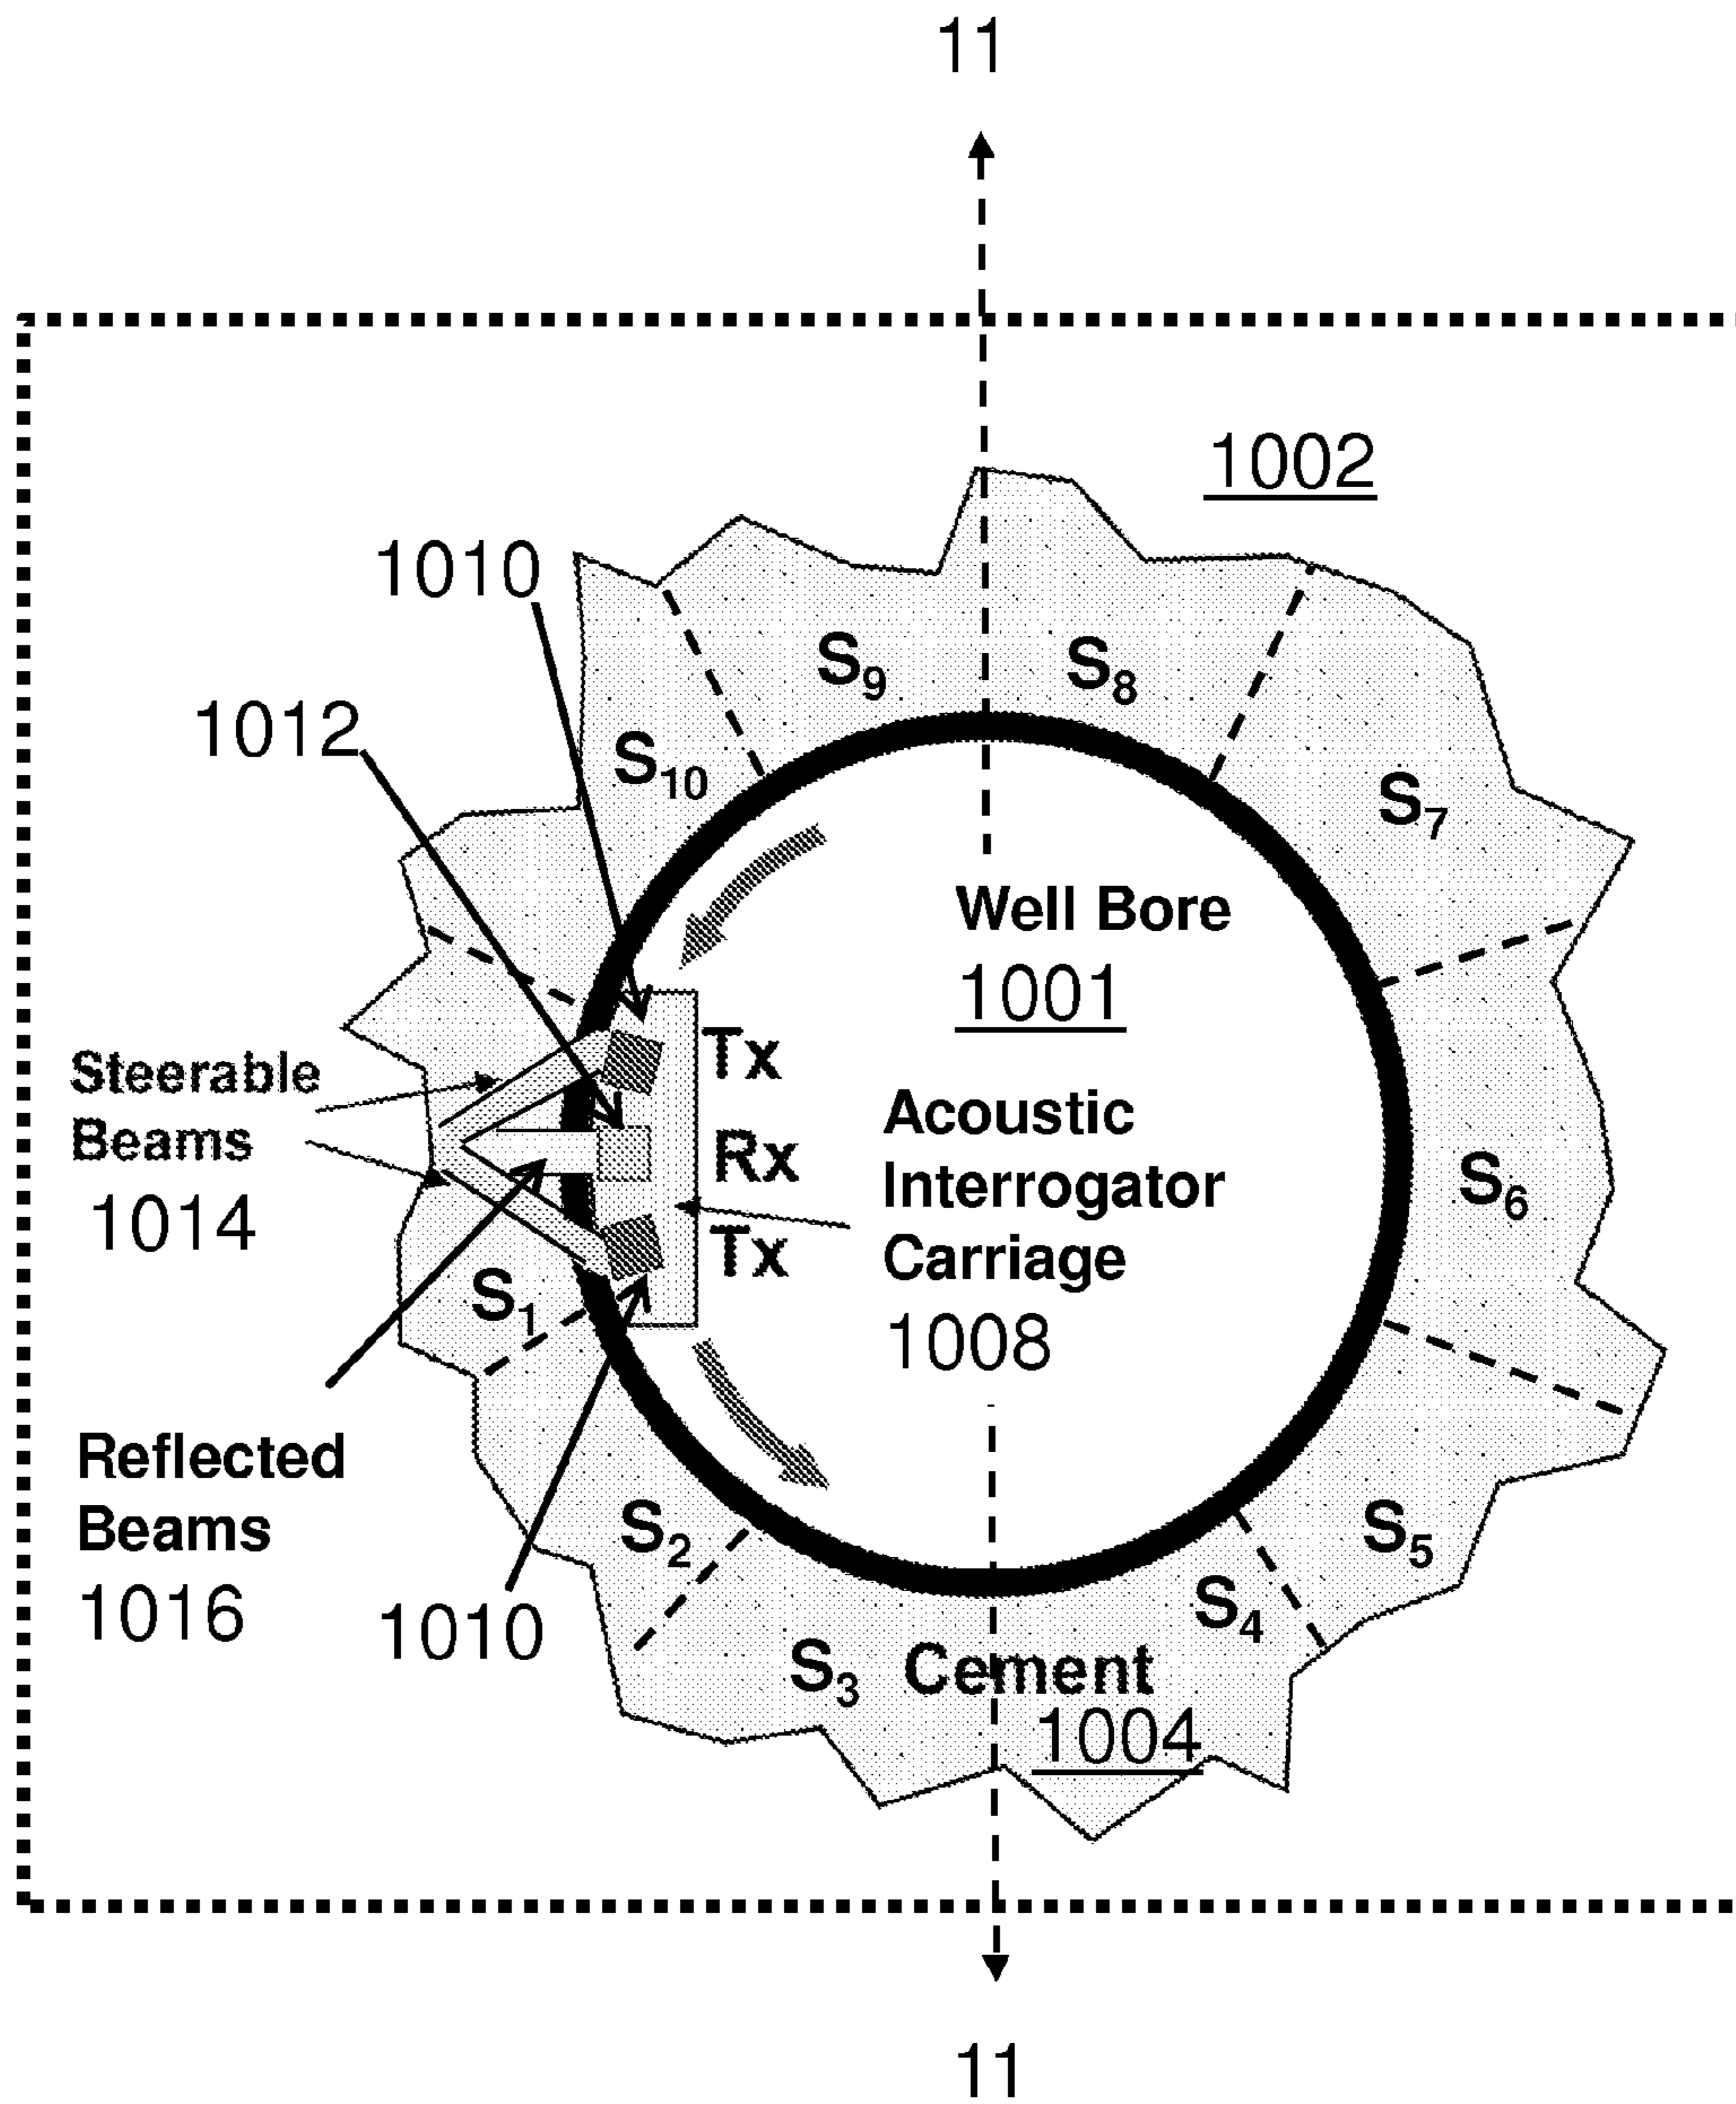 11
1002
1010
S9
S8
1012
S10
S7
Well Bore
1001
Tx
Steerable
Beams
1014
Rx
Acoustic
Interrogator
Carriage
1008
Tx
S6
S1
Reflected
Beams
1016
1010
S2
S5
S4
S3
Cement
1004
11